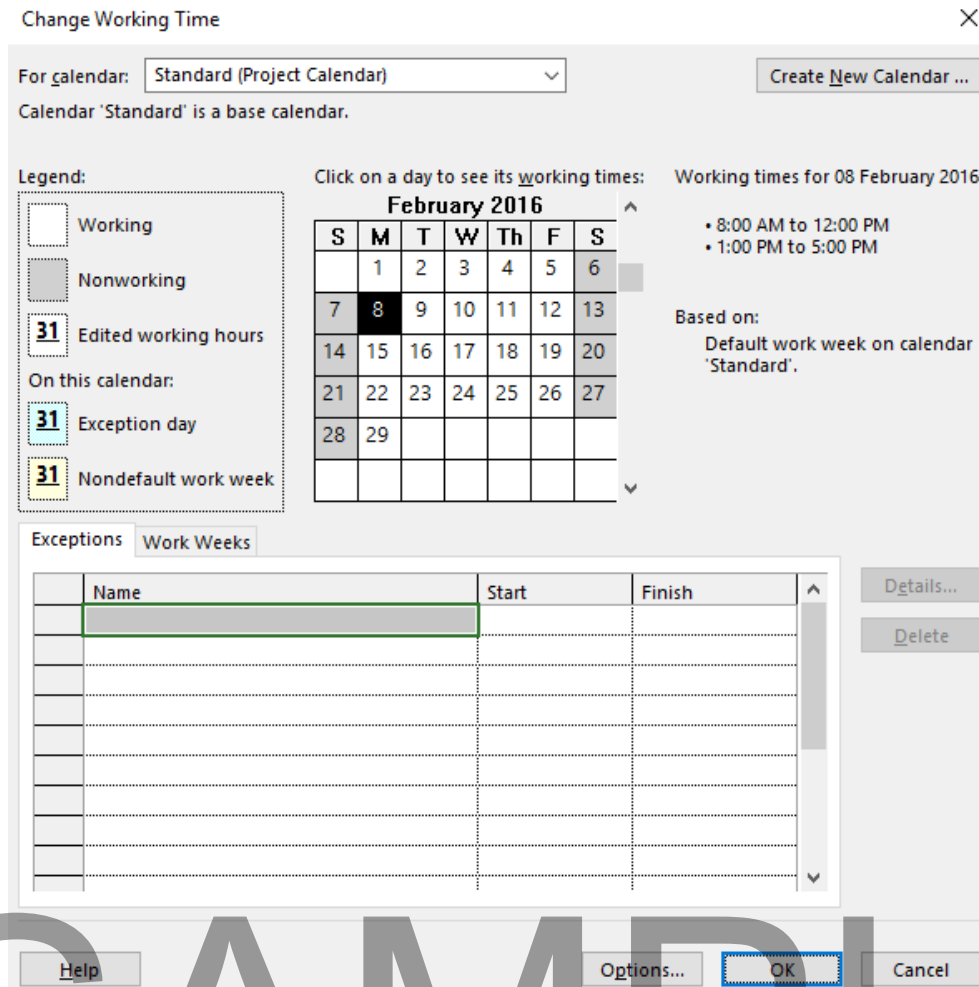 Change Working Time
For calendar: Standard (Project Calendar) Create New Calendar ...
Calendar 'Standard' is a base calendar.
Legend:
Working
Nonworking
31 Edited working hours
On this calendar:
31 Exception day
31 Nondefault work week
Click on a day to see its working times:
February 2016
S M T W Th F S
1 2 3 4 5 6
7 8 9 10 11 12 13
14 15 16 17 18 19 20
21 22 23 24 25 26 27
28 29
Working times for 08 February 2016
• 8:00 AM to 12:00 PM
• 1:00 PM to 5:00 PM
Based on:
Default work week on calendar
'Standard'.
Exceptions Work Weeks
Name Start Finish
Details...
Delete
Help Options... OK Cancel